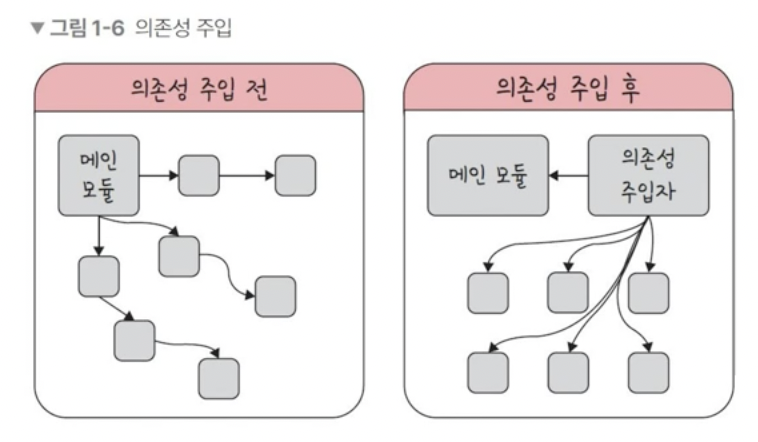 ▼ 그림 1-6 의존성 주입
의존성 주입 전
메인
모듈
의존성 주입 후
메인 모듈
의존성
주입자